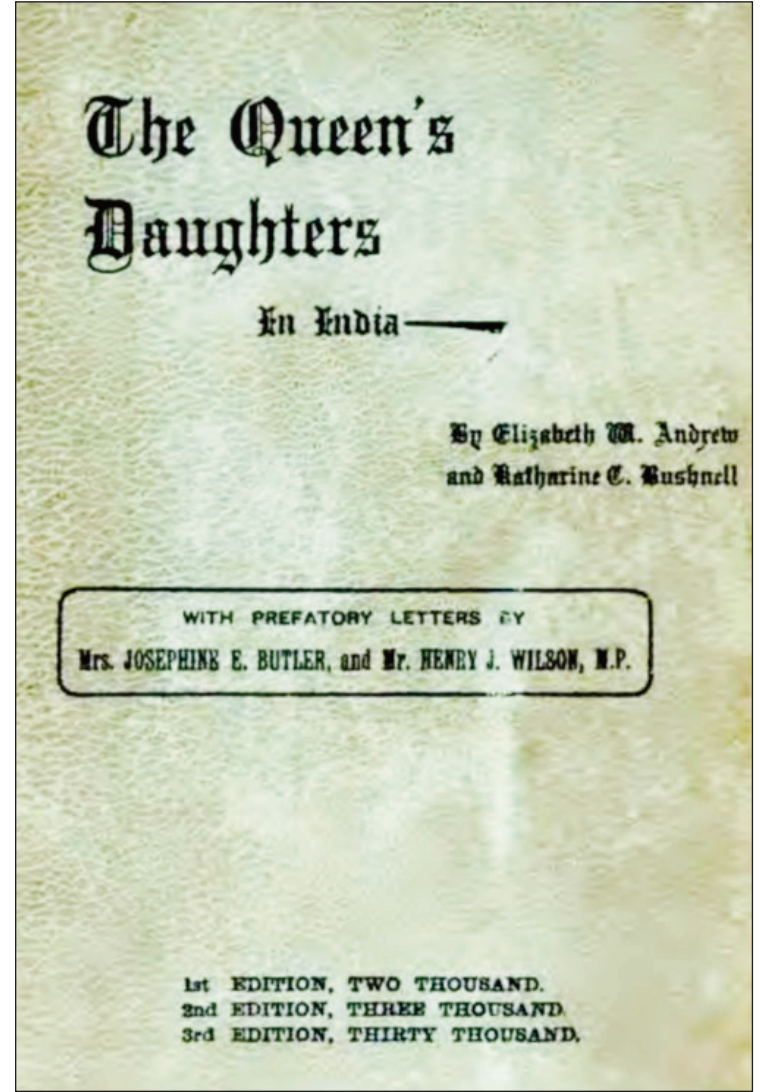 The Queen's
Daughters
In India
By Elizabeth W. Andrew
and Katharine C. Bushnell
WITH PREFATORY LETTERS BY
Mrs. JOSEPHINE E. BUTLER, and Mr. HENRY J. WILSON, M.P.
1st EDITION, TWO THOUSAND.
2nd EDITION, THREE THOUSAND.
3rd EDITION, THIRTY THOUSAND.